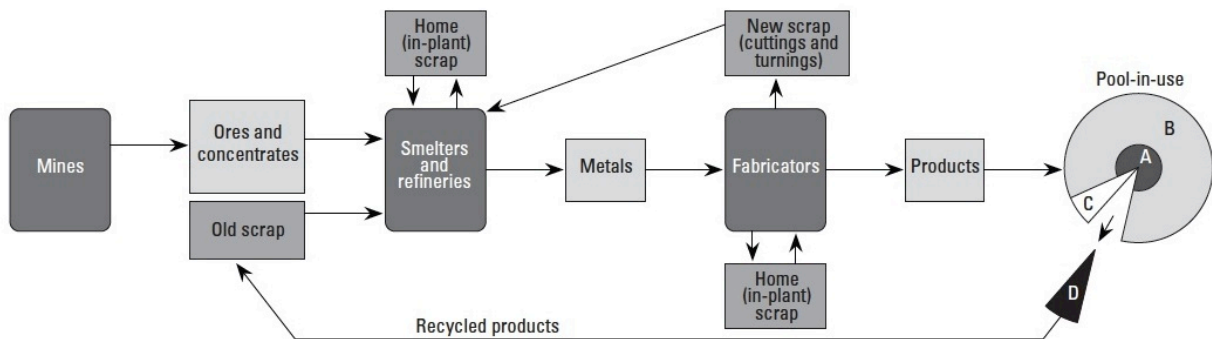 Home
(in-plant)
scrap
New scrap
(cuttings and
turnings)
Pool-in-use
Mines
Ores and
concentrates
Smelters
and
refineries
Metals
Fabricators
Products
B
A
C
Old scrap
Home
(in-plant)
scrap
D
Recycled products